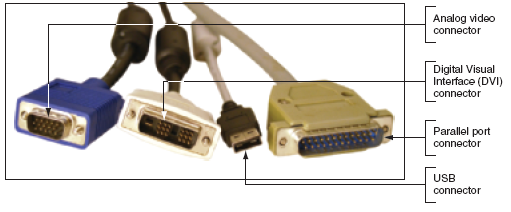 Analog video
connector
Digital Visual
Interface (DVI)
connector
Parallel port
connector
USB
connector